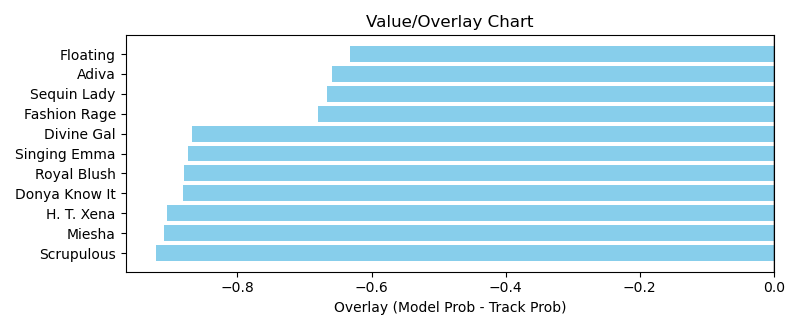 Value/Overlay Chart
Floating
Adiva
Sequin Lady
Fashion Rage
Divine Gal
Singing Emma
Royal Blush
Donya Know It
H. T. Xena
Miesha
Scrupulous
−0.8 −0.6 −0.4 −0.2 0.0
Overlay (Model Prob - Track Prob)